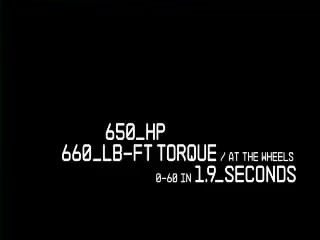 650_HP
660_LB-FT TORQUE / AT THE WHEELS
0-60 IN 1.9_SECONDS